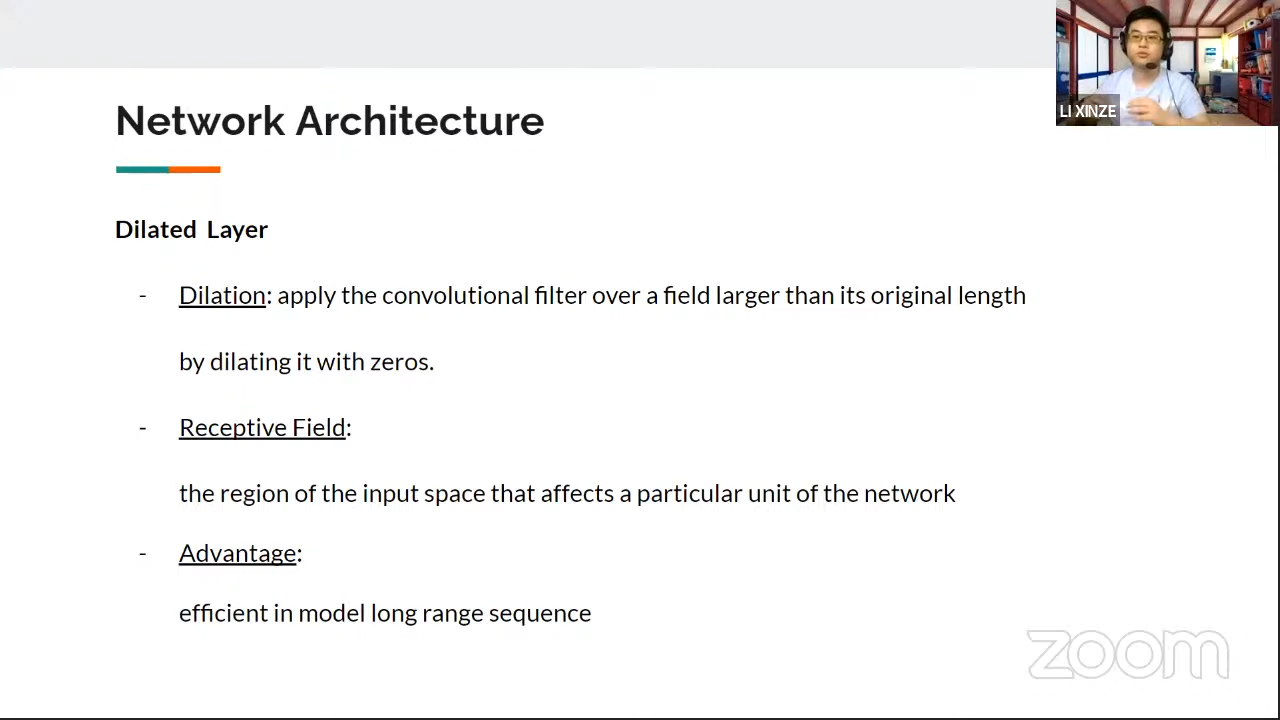 LI XINZE
Network Architecture
Dilated Layer
- Dilation: apply the convolutional filter over a field larger than its original length
by dilating it with zeros.
- Receptive Field:
the region of the input space that affects a particular unit of the network
- Advantage:
efficient in model long range sequence
zoom